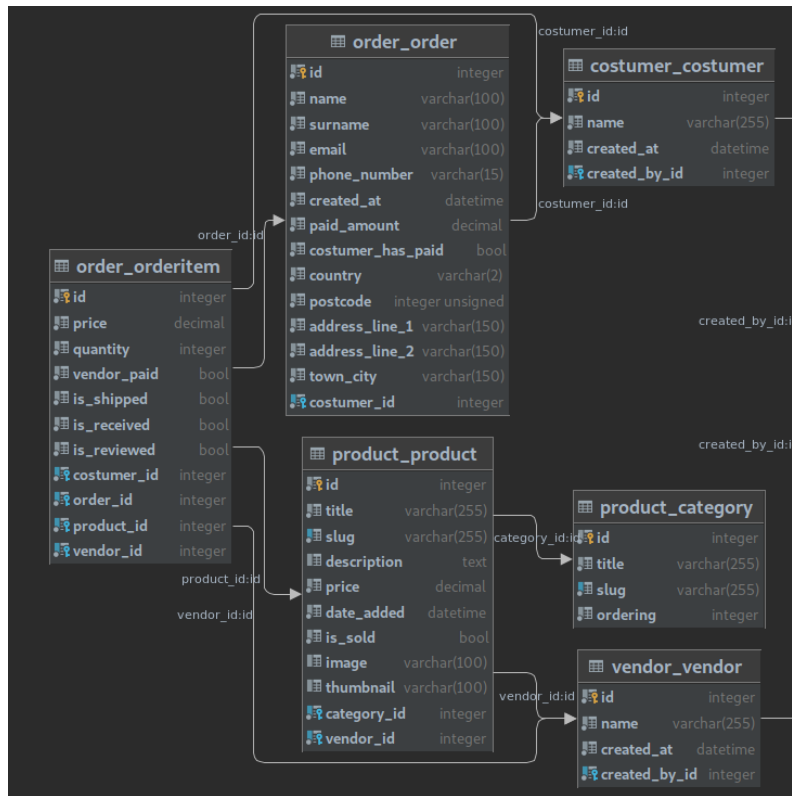 order_order
id integer
name varchar(100)
surname varchar(100)
email varchar(100)
phone_number varchar(15)
created_at datetime
paid_amount decimal
costumer_has_paid bool
country varchar(2)
postcode integer unsigned
address_line_1 varchar(150)
address_line_2 varchar(150)
town_city varchar(150)
costumer_id integer
costumer_id:id
costumer_costumer
id integer
name varchar(255)
created_at datetime
created_by_id integer
costumer_id:id
order_id:id
order_orderitem
id integer
price decimal
quantity integer
vendor_paid bool
is_shipped bool
is_received bool
is_reviewed bool
costumer_id integer
order_id integer
product_id integer
vendor_id integer
product_id:id
vendor_id:id
created_by_id:i
created_by_id:i
product_product
id integer
title varchar(255)
slug varchar(255)
description text
price decimal
date_added datetime
is_sold bool
image varchar(100)
thumbnail varchar(100)
category_id integer
vendor_id integer
category_id:id
product_category
id integer
title varchar(255)
slug varchar(255)
ordering integer
vendor_id:id
vendor_vendor
id integer
name varchar(255)
created_at datetime
created_by_id integer